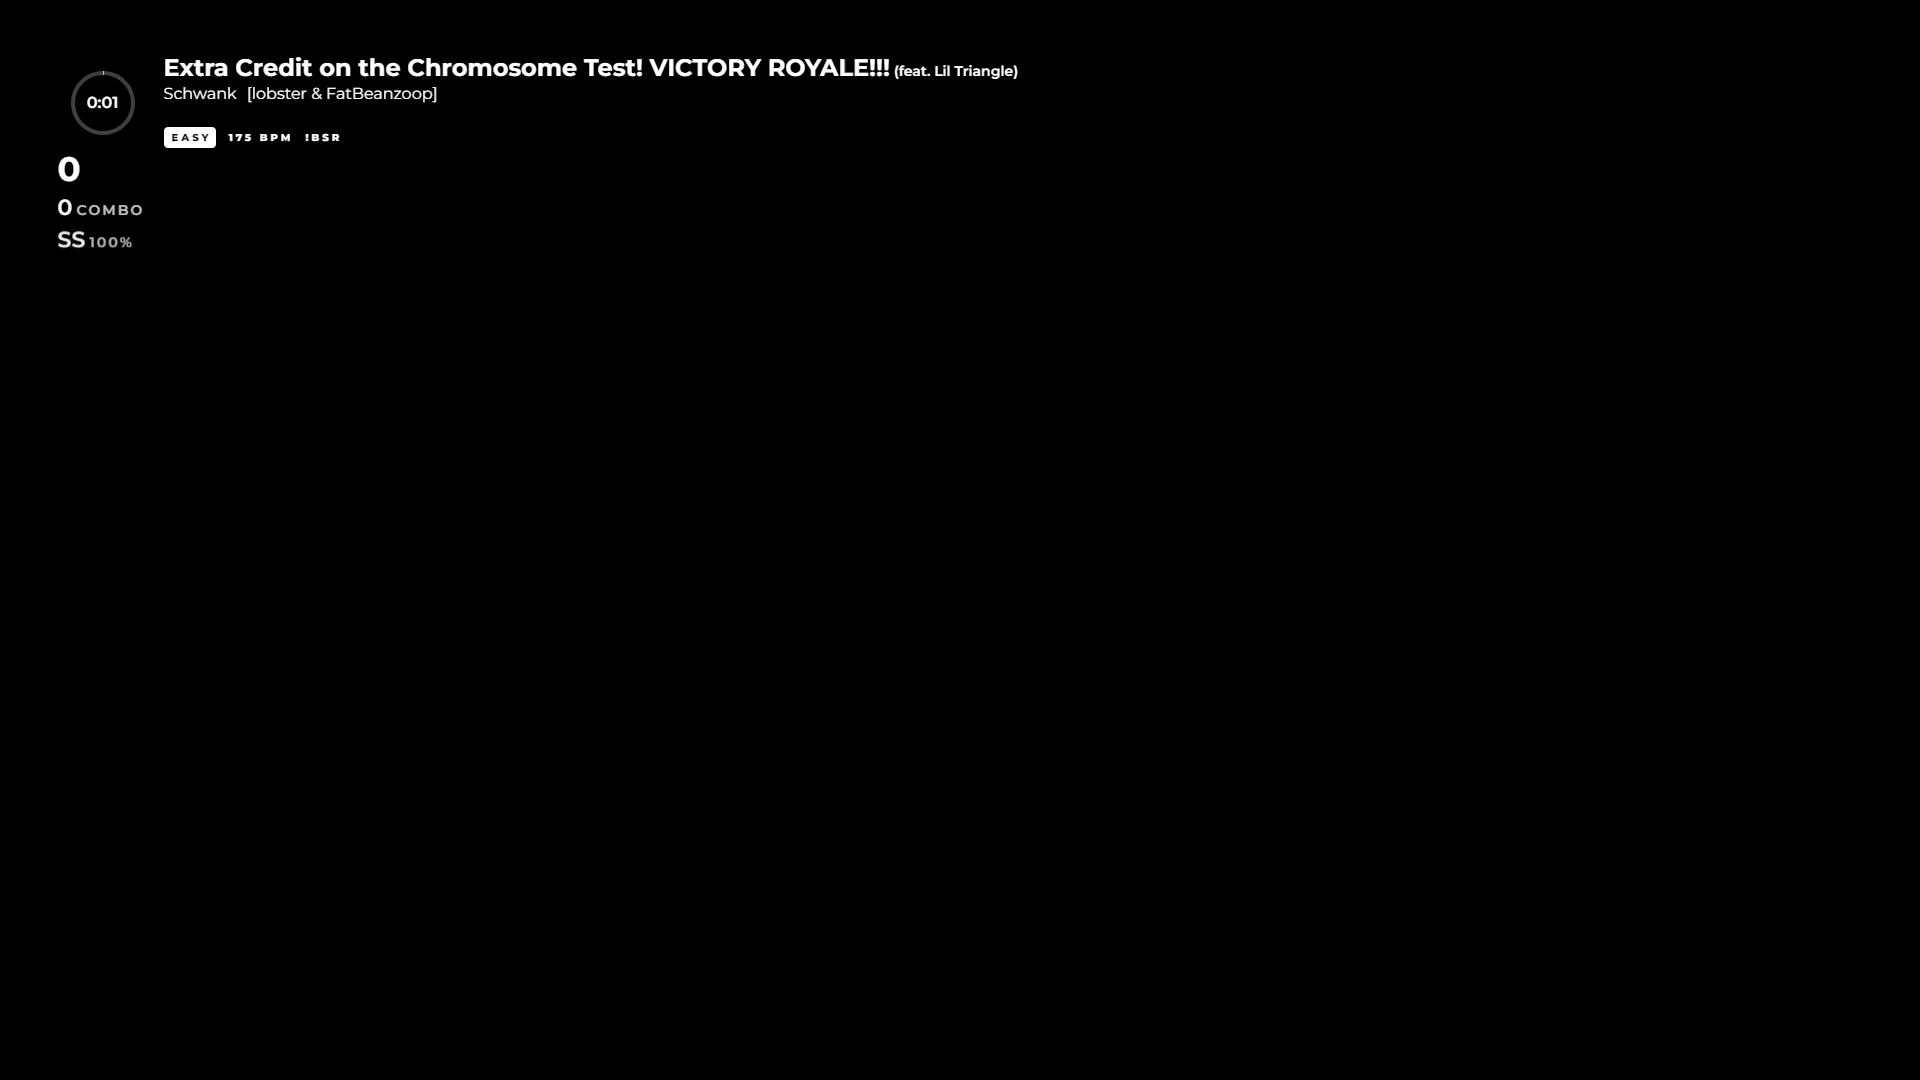 Extra Credit on the Chromosome Test! VICTORY ROYALE!!! (feat. Lil Triangle)
0:01
Schwank [lobster & FatBeanzoop]
EASY 175 BPM !BSR
0
0 COMBO
SS 100%